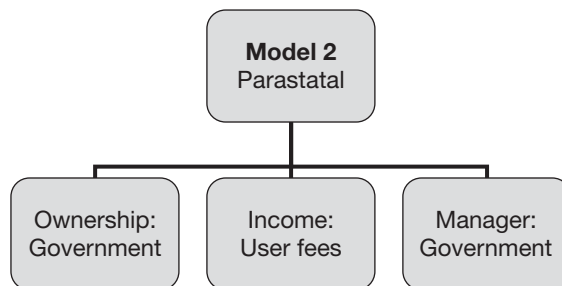 Model 2
Parastatal
Ownership:
Government
Income:
User fees
Manager:
Government